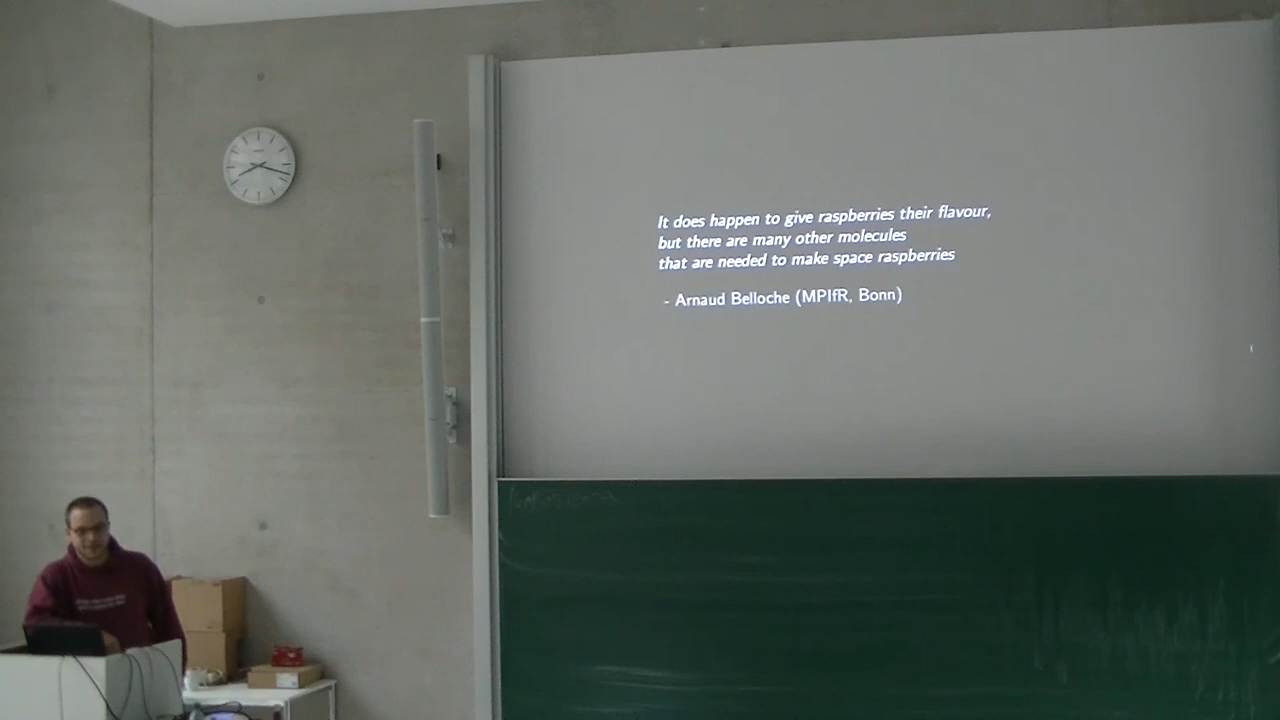 It does happen to give raspberries their flavour,
but there are many other molecules
that are needed to make space raspberries
- Arnaud Belloche (MPIfR, Bonn)